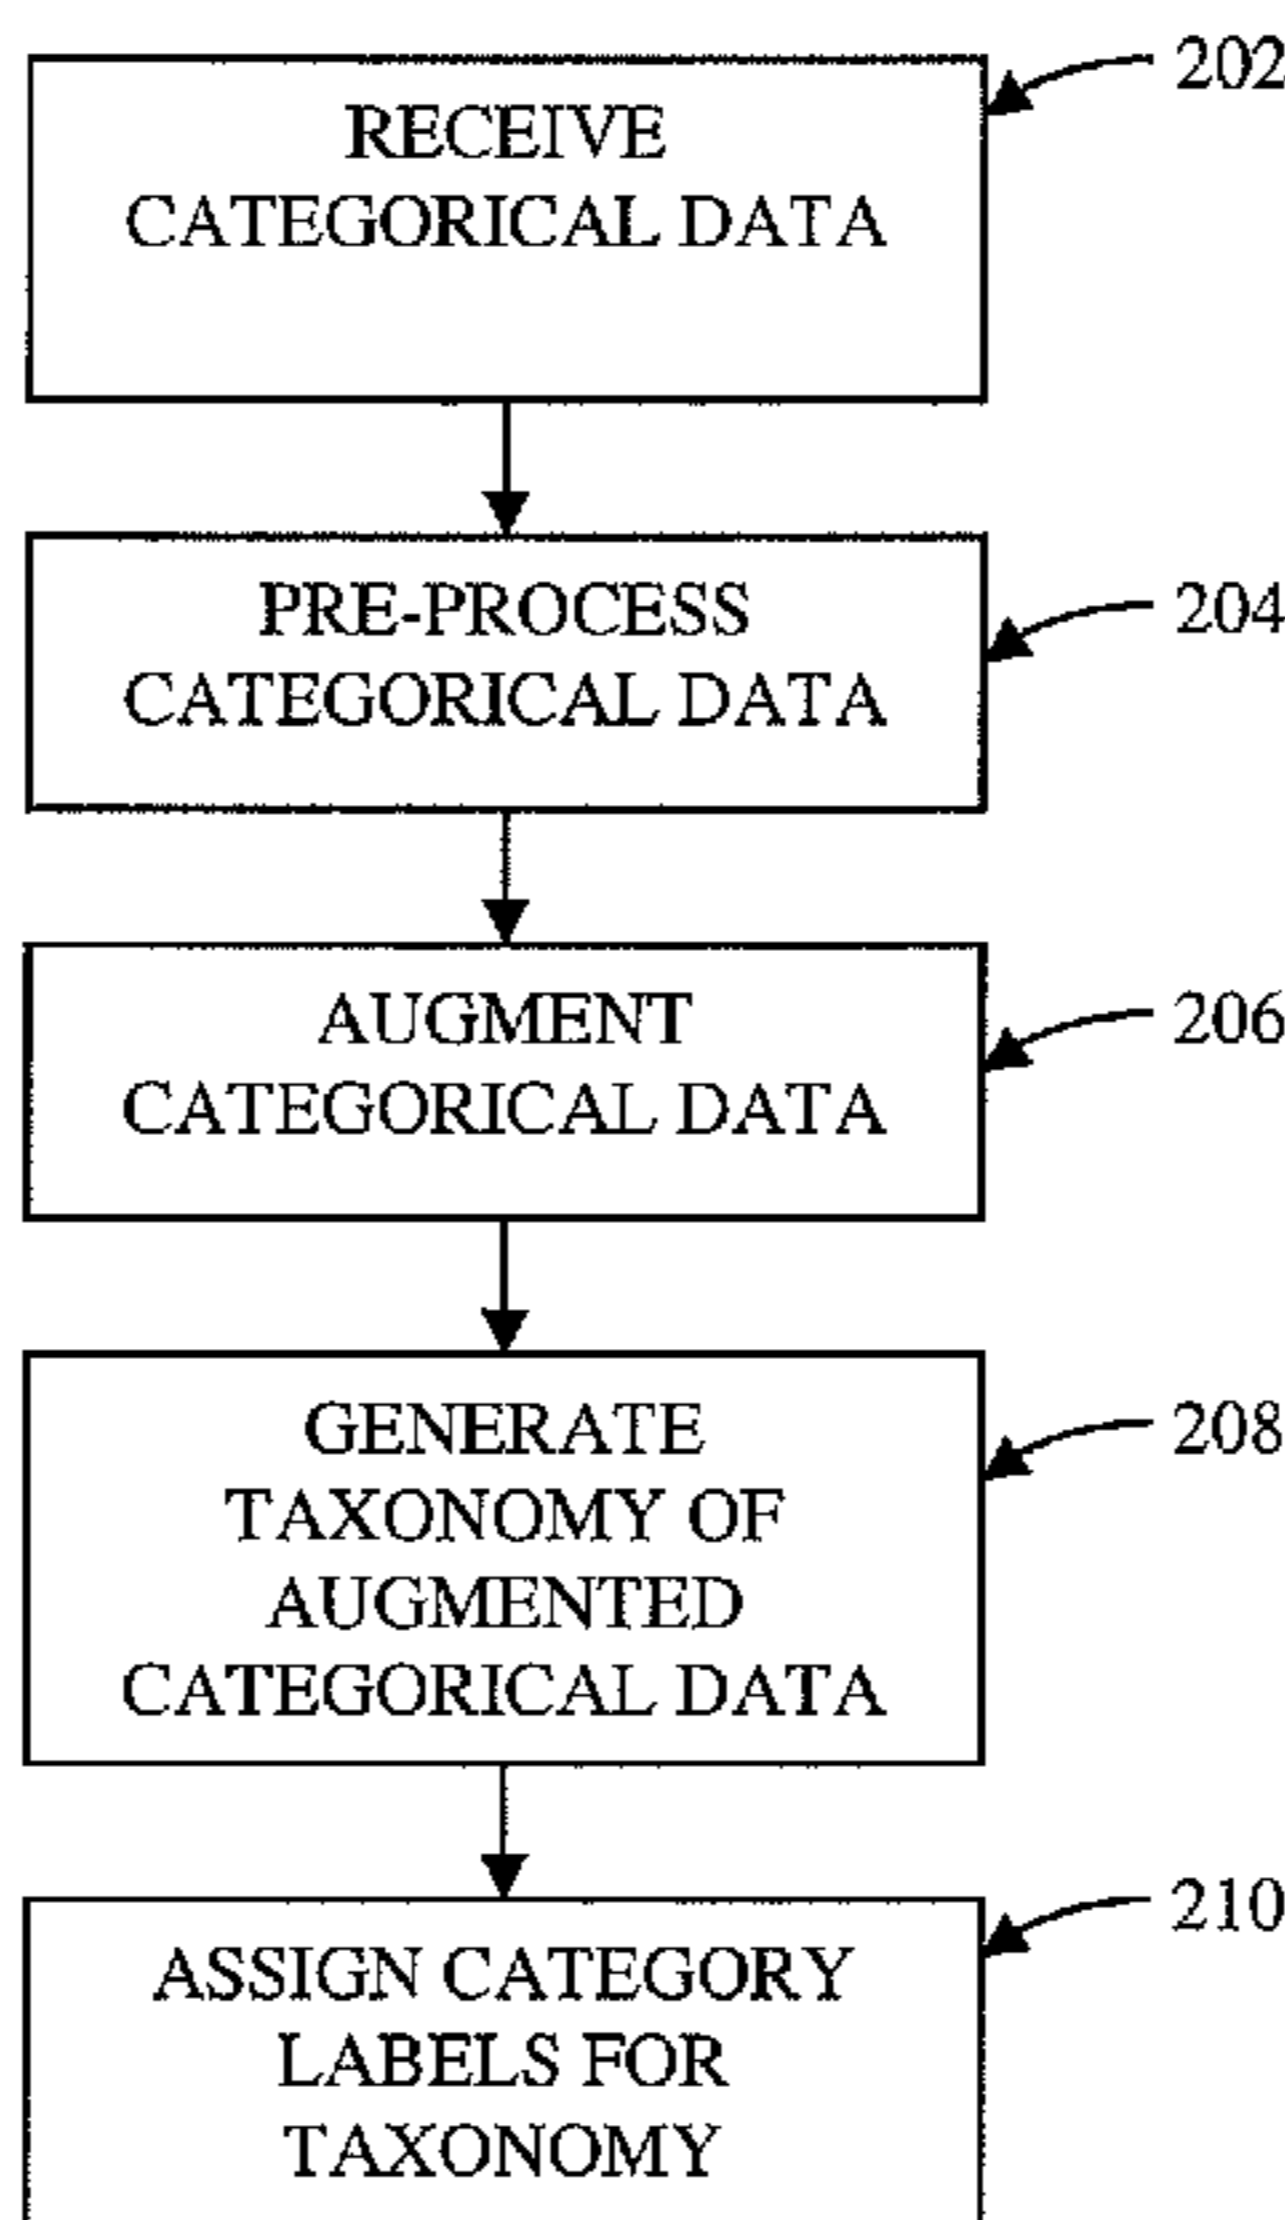 202
RECEIVE
CATEGORICAL DATA
PRE-PROCESS
204
CATEGORICAL DATA
AUGMENT
206
CATEGORICAL DATA
GENERATE
208
TAXONOMY OF
AUGMENTED
CATEGORICAL DATA
210
ASSIGN CATEGORY
LABELS FOR
TAXONOMY